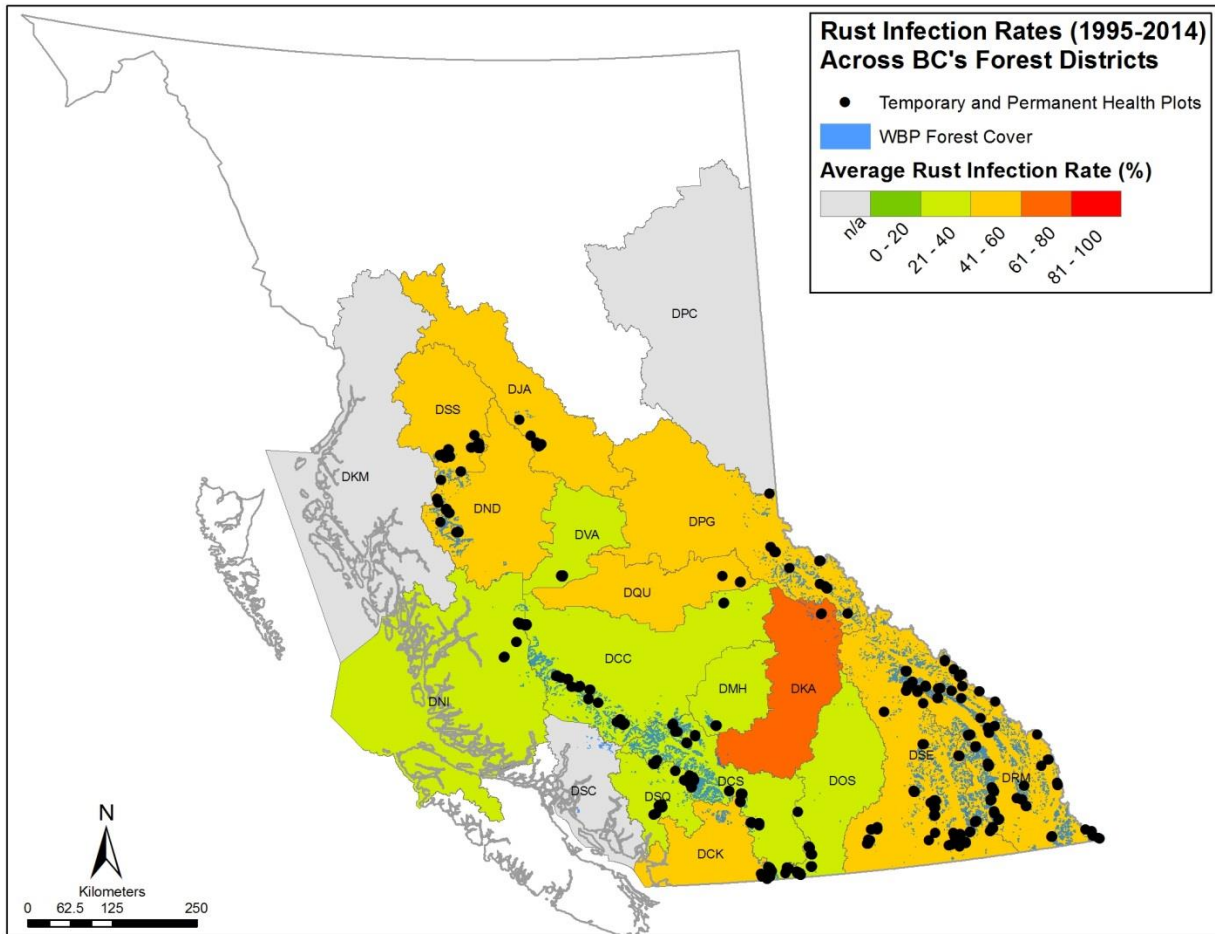 Rust Infection Rates (1995-2014)
Across BC's Forest Districts
Temporary and Permanent Health Plots
WBP Forest Cover
Average Rust Infection Rate (%)
n/a
0 - 20
21 - 40
41 - 60
61 - 80
81 - 100
DPC
DJA
DSS
DKM
DND
DPG
DVA
DQU
DCC
DMH
DKA
DNI
DSE
DRM
DOS
DCS
DSC
DSQ
DCK
N
Kilometers
0 62.5 125 250